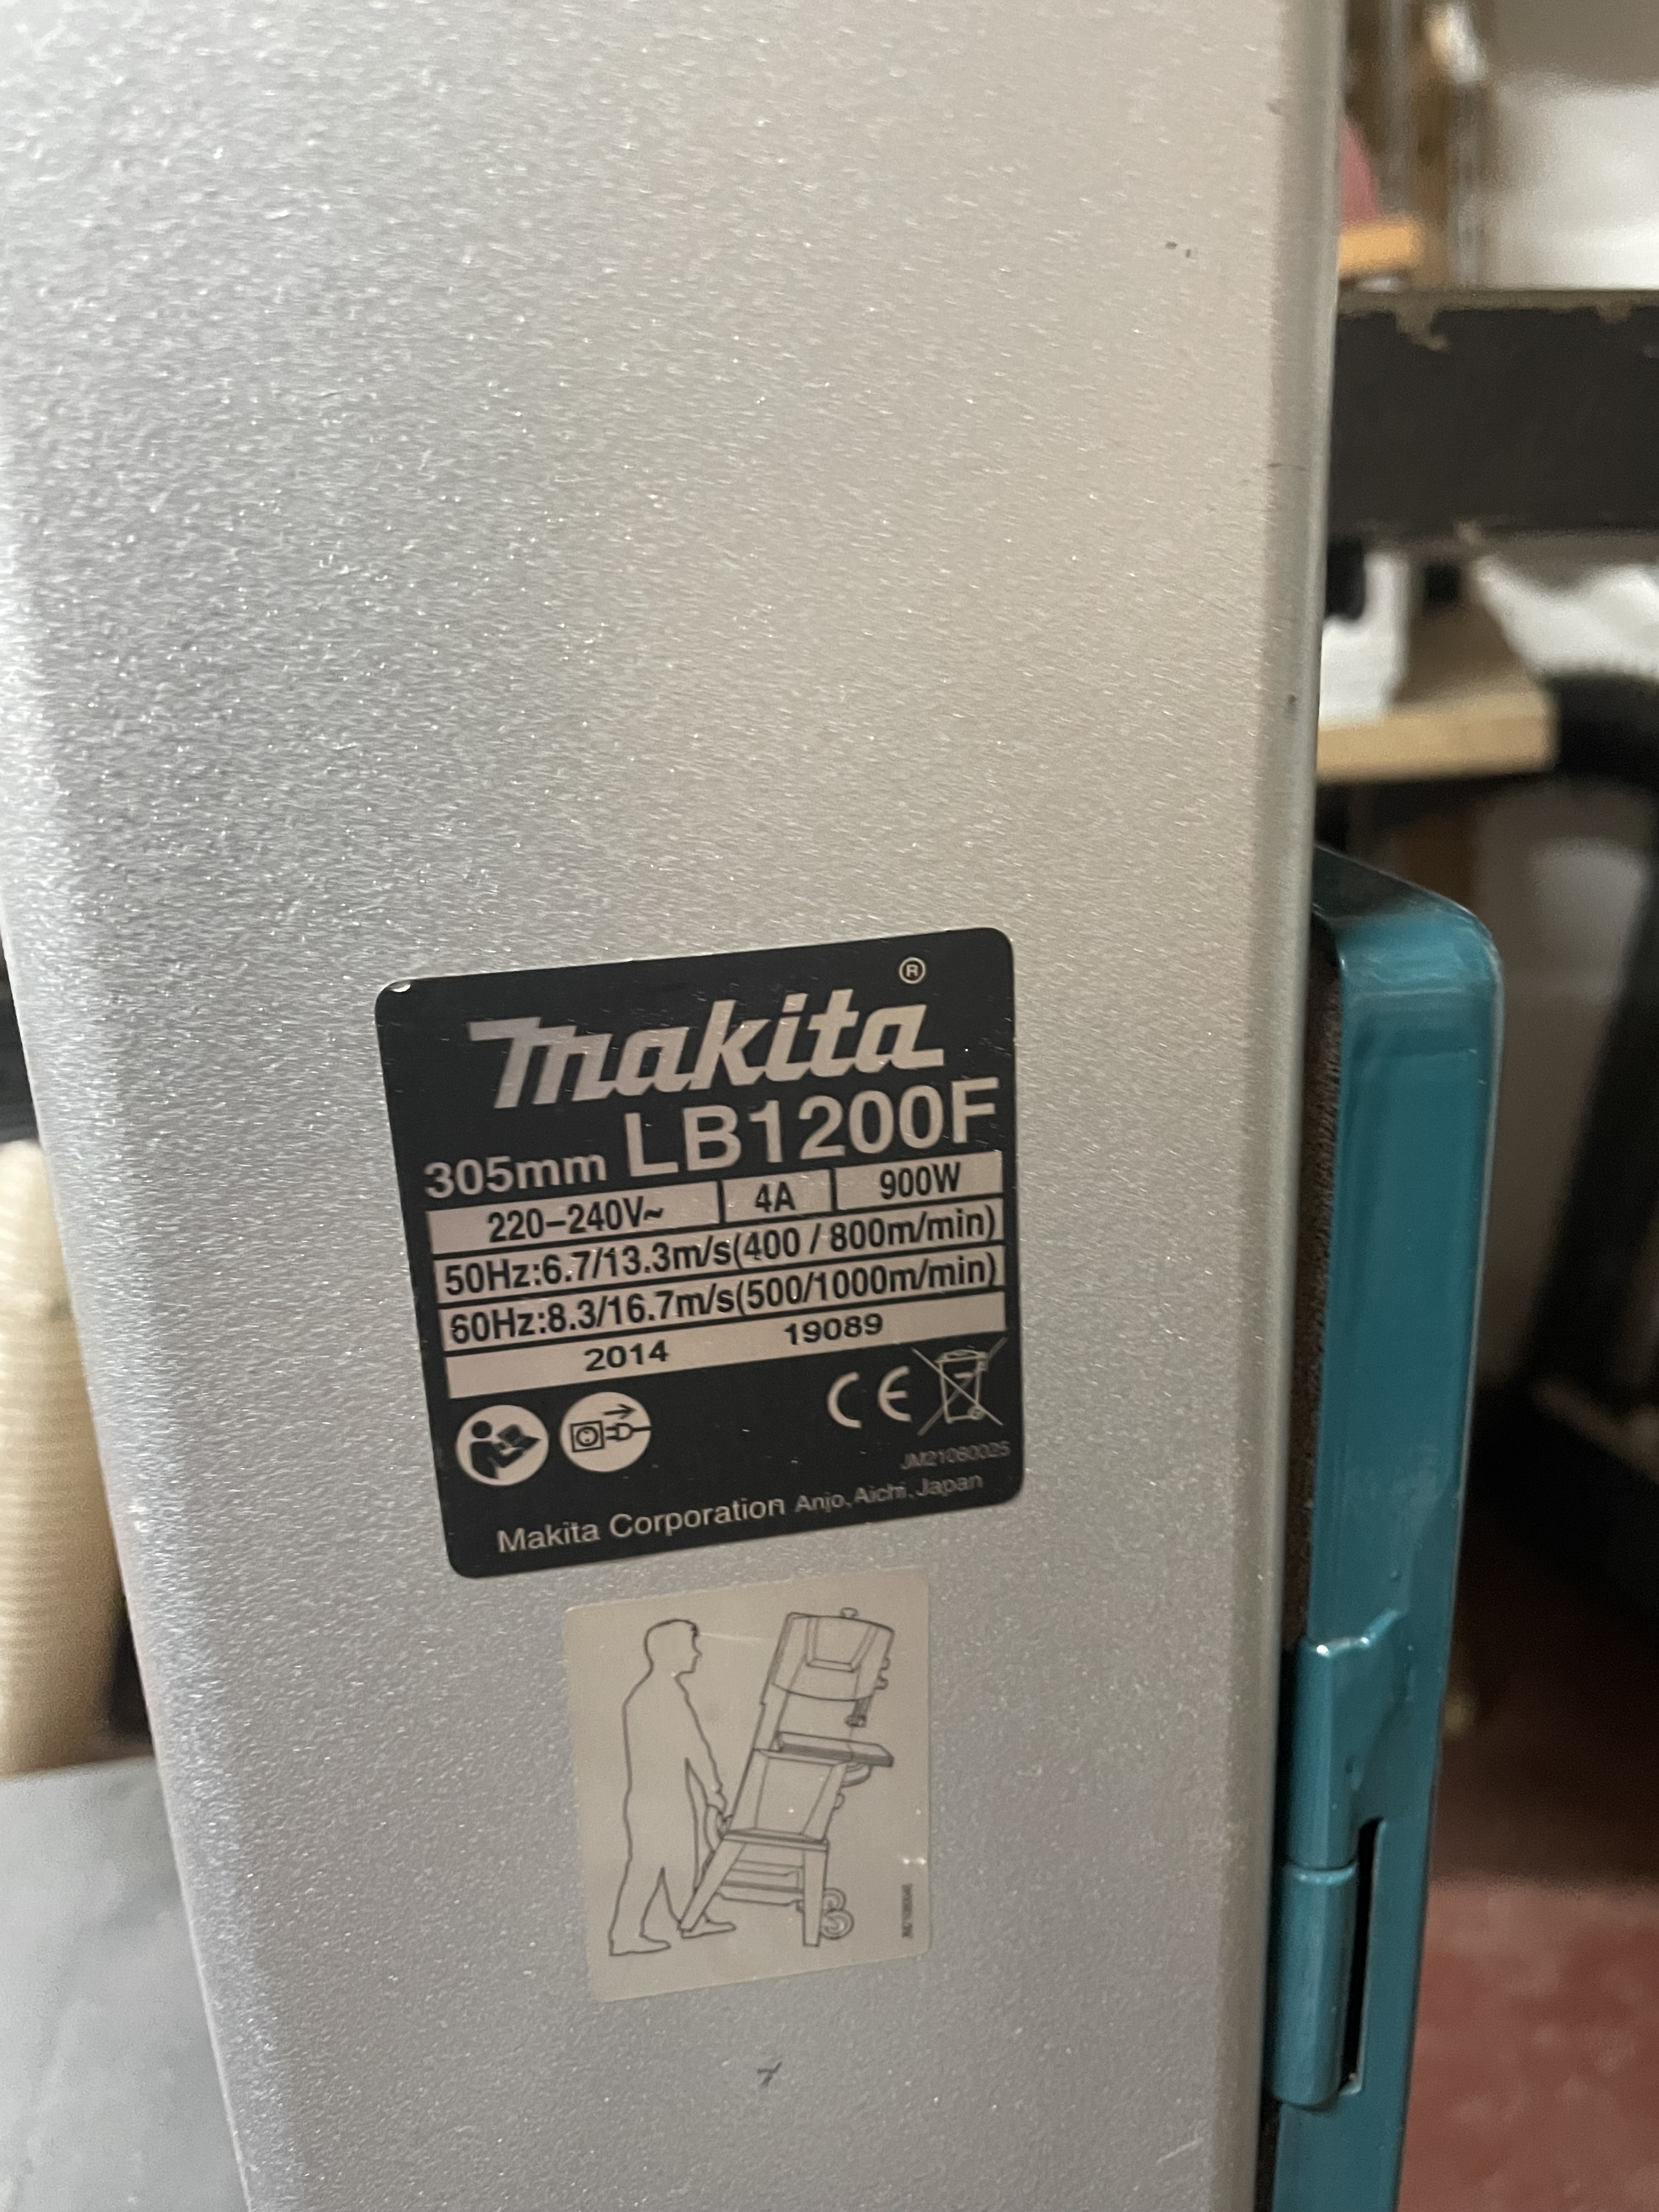 makita®
305mm LB1200F
220–240V~ 4A 900W
50Hz:6.7/13.3m/s(400 / 800m/min)
60Hz:8.3/16.7m/s(500/1000m/min)
2014 19089
CE
JM21080025
Makita Corporation Anjo, Aichi, Japan